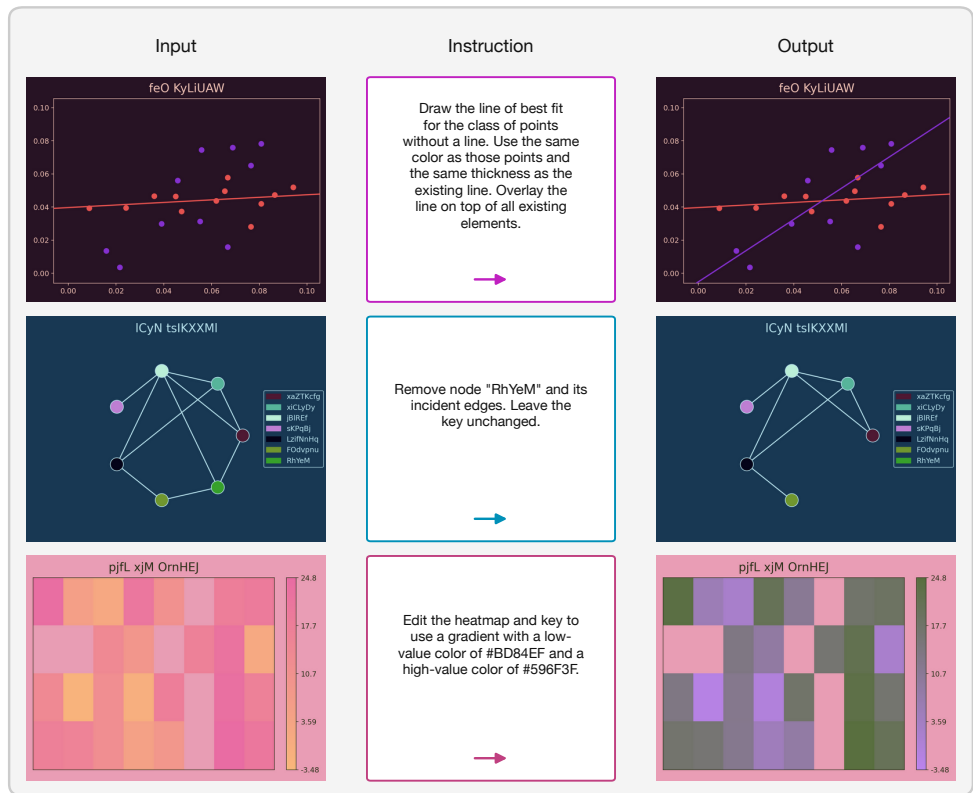 Input
Instruction
Output
feO KyLiUAW
0.10
0.08
0.06
0.04
0.02
0.00
0.00
0.02
0.04
0.06
0.08
0.10
Draw the line of best fit
for the class of points
without a line. Use the same
color as those points and
the same thickness as the
existing line. Overlay the
line on top of all existing
elements.
feO KyLiUAW
0.10
0.08
0.06
0.04
0.02
0.00
0.00
0.02
0.04
0.06
0.08
0.10
lCyN tsIKXXMl
xaZTKcfg
xiCLyDy
jBlREf
sKPqBj
LzifNnHq
FOdvpnu
RhYeM
Remove node "RhYeM" and its
incident edges. Leave the
key unchanged.
lCyN tsIKXXMl
xaZTKcfg
xiCLyDy
jBlREf
sKPqBj
LzifNnHq
FOdvpnu
RhYeM
pjfL xjM OrnHEJ
24.8
17.7
10.7
3.59
-3.48
Edit the heatmap and key to
use a gradient with a low-
value color of #BD84EF and a
high-value color of #596F3F.
pjfL xjM OrnHEJ
24.8
17.7
10.7
3.59
-3.48